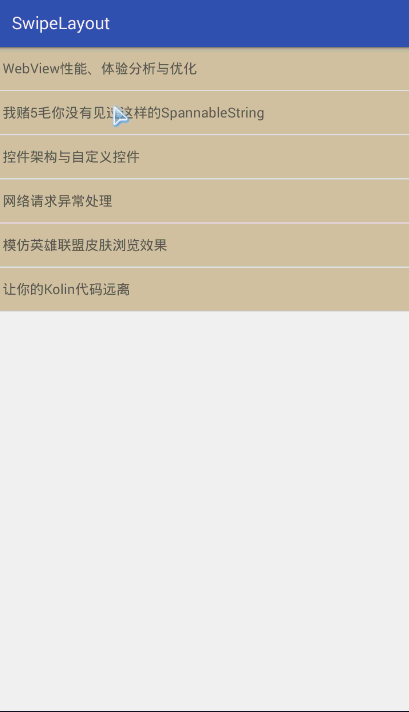 SwipeLayout
WebView性能、体验分析与优化
我赌5毛你没有见过这样的SpannableString
控件架构与自定义控件
网络请求异常处理
模仿英雄联盟皮肤浏览效果
让你的Kolin代码远离